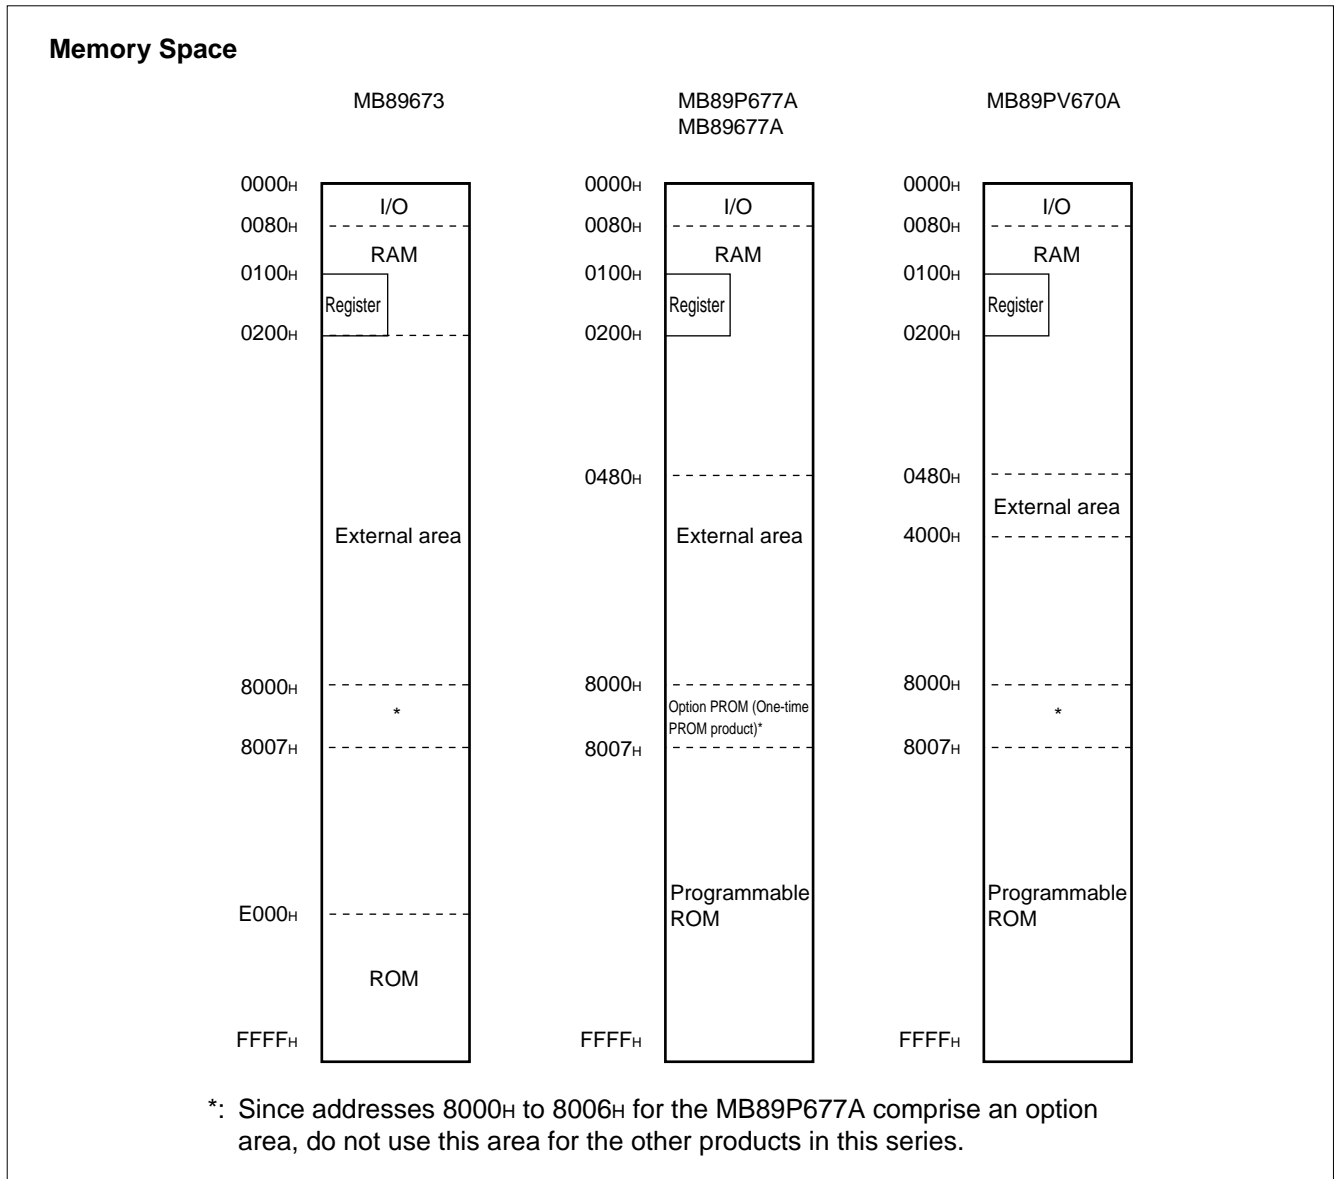 Memory Space
MB89673
MB89P677A
MB89677A
MB89PV670A
0000H
I/O
0080H
RAM
0100H
Register
0200H
External area
8000H
*
8007H
E000H
ROM
FFFFH
0000H
I/O
0080H
RAM
0100H
Register
0200H
0480H
External area
8000H
Option PROM (One-time
PROM product)*
8007H
Programmable
ROM
FFFFH
0000H
I/O
0080H
RAM
0100H
Register
0200H
0480H
External area
4000H
8000H
*
8007H
Programmable
ROM
FFFFH
*: Since addresses 8000H to 8006H for the MB89P677A comprise an option
area, do not use this area for the other products in this series.